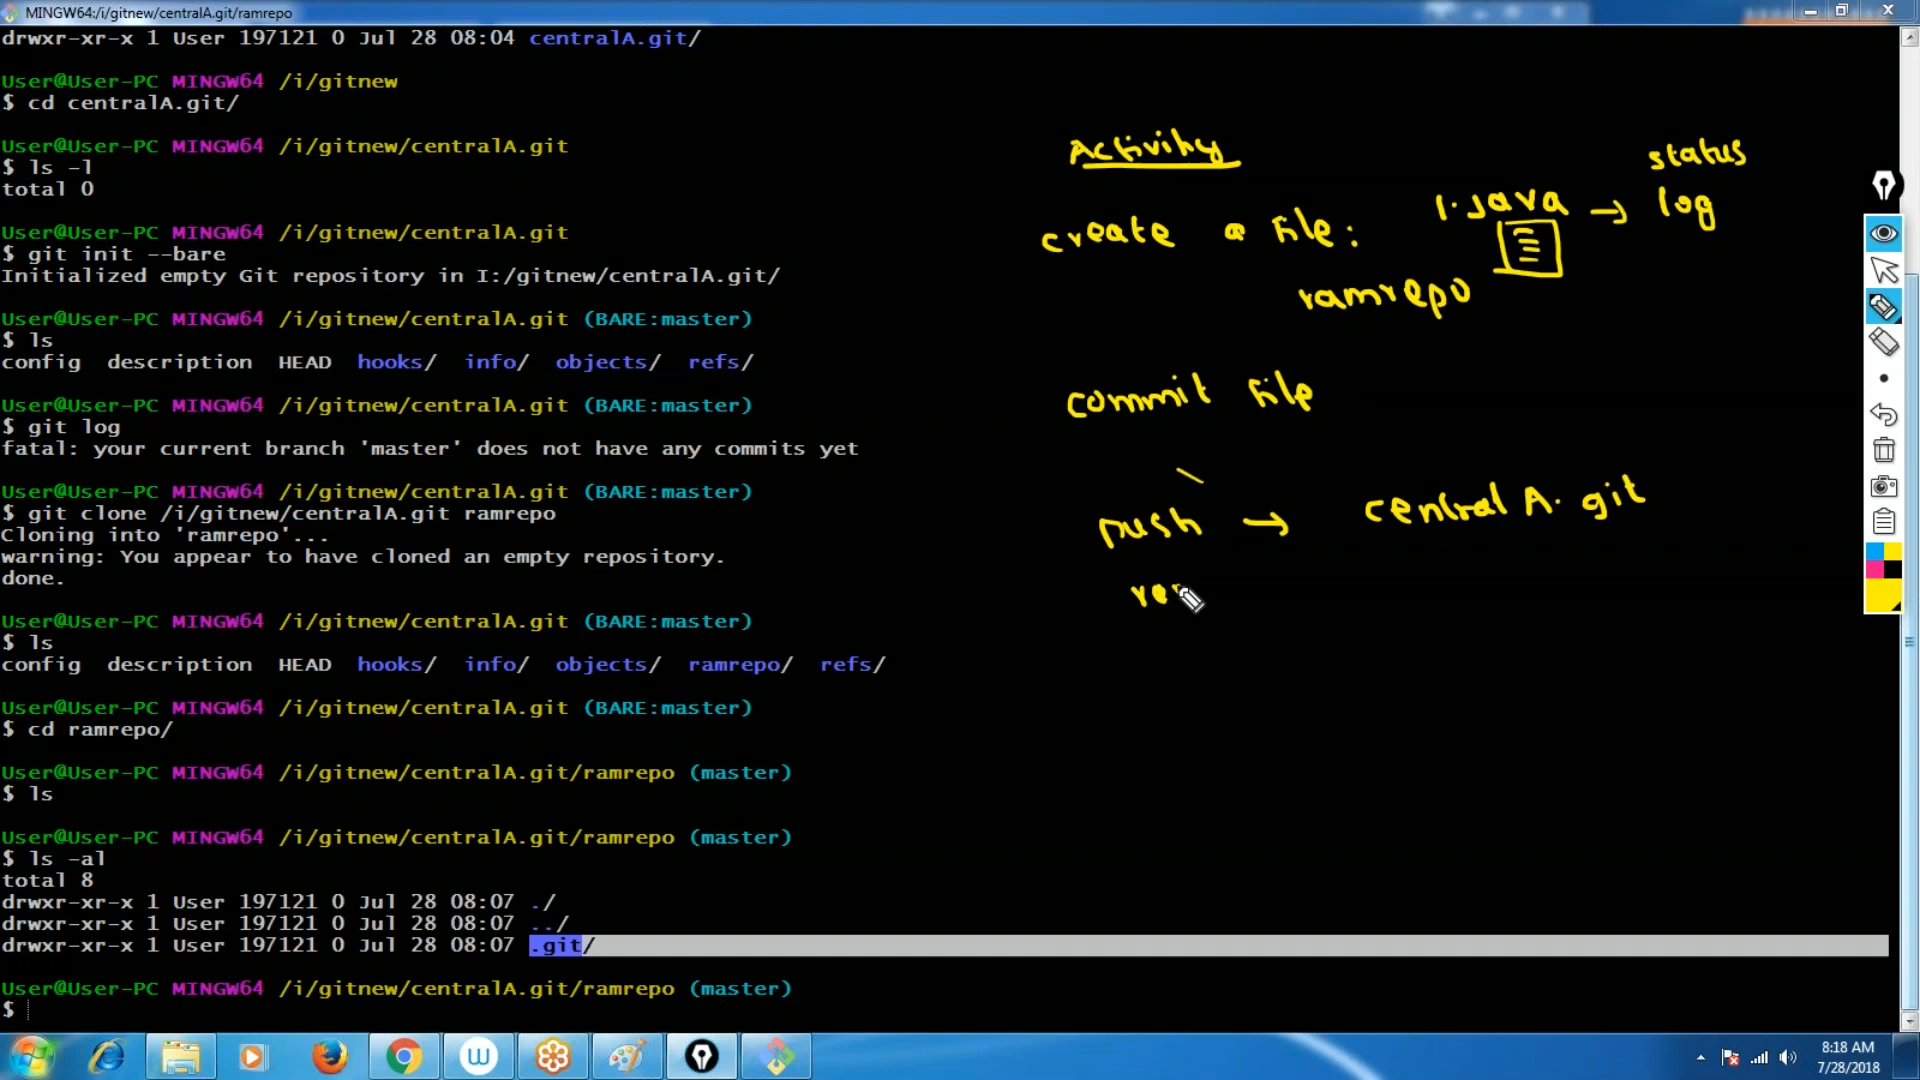 MINGW64:/i/gitnew/centralA.git/ramrepo
drwxr-xr-x 1 User 197121 0 Jul 28 08:04 centralA.git/
User@User-PC MINGW64 /i/gitnew
$ cd centralA.git/
User@User-PC MINGW64 /i/gitnew/centralA.git
$ ls -l
total 0
User@User-PC MINGW64 /i/gitnew/centralA.git
$ git init --bare
Initialized empty Git repository in I:/gitnew/centralA.git/
User@User-PC MINGW64 /i/gitnew/centralA.git (BARE:master)
$ ls
config description HEAD hooks/ info/ objects/ refs/
User@User-PC MINGW64 /i/gitnew/centralA.git (BARE:master)
$ git log
fatal: your current branch 'master' does not have any commits yet
User@User-PC MINGW64 /i/gitnew/centralA.git (BARE:master)
$ git clone /i/gitnew/centralA.git ramrepo
Cloning into 'ramrepo'...
warning: You appear to have cloned an empty repository.
done.
User@User-PC MINGW64 /i/gitnew/centralA.git (BARE:master)
$ ls
config description HEAD hooks/ info/ objects/ ramrepo/ refs/
User@User-PC MINGW64 /i/gitnew/centralA.git (BARE:master)
$ cd ramrepo/
User@User-PC MINGW64 /i/gitnew/centralA.git/ramrepo (master)
$ ls
User@User-PC MINGW64 /i/gitnew/centralA.git/ramrepo (master)
$ ls -al
total 8
drwxr-xr-x 1 User 197121 0 Jul 28 08:07 ./
drwxr-xr-x 1 User 197121 0 Jul 28 08:07 ../
drwxr-xr-x 1 User 197121 0 Jul 28 08:07 .git/
User@User-PC MINGW64 /i/gitnew/centralA.git/ramrepo (master)
$
Activity
status
create a file: 1.java → log
ramrepo
commit file
push → central A.git
8:18 AM
7/28/2018